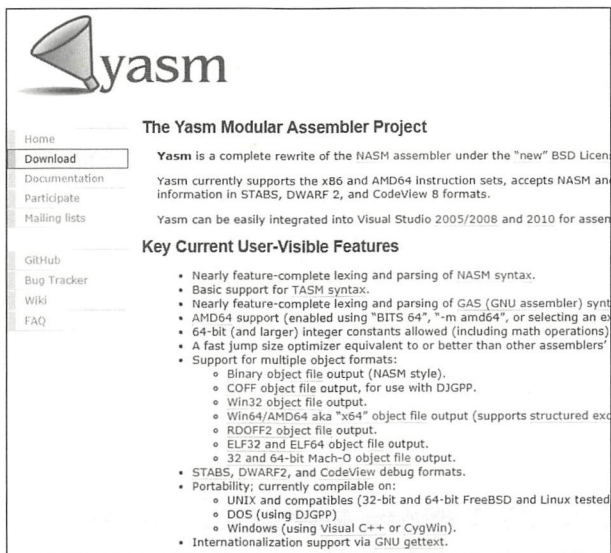 yasm
Home
Download
Documentation
Participate
Mailing lists
GitHub
Bug Tracker
Wiki
FAQ
The Yasm Modular Assembler Project
Yasm is a complete rewrite of the NASM assembler under the "new" BSD Licen
Yasm currently supports the x86 and AMD64 instruction sets, accepts NASM an
information in STABS, DWARF 2, and CodeView 8 formats.
Yasm can be easily integrated into Visual Studio 2005/2008 and 2010 for assem
Key Current User-Visible Features
• Nearly feature-complete lexing and parsing of NASM syntax.
• Basic support for TASM syntax.
• Nearly feature-complete lexing and parsing of GAS (GNU assembler) synt
• AMD64 support (enabled using "BITS 64", "-m amd64", or selecting an ex
• 64-bit (and larger) integer constants allowed (including math operations)
• A fast jump size optimizer equivalent to or better than other assemblers'
• Support for multiple object formats:
◦ Binary object file output (NASM style).
◦ COFF object file output, for use with DJGPP.
◦ Win32 object file output.
◦ Win64/AMD64 aka "x64" object file output (supports structured exc
◦ RDOFF2 object file output.
◦ ELF32 and ELF64 object file output.
◦ 32 and 64-bit Mach-O object file output.
• STABS, DWARF2, and CodeView debug formats.
• Portability; currently compilable on:
◦ UNIX and compatibles (32-bit and 64-bit FreeBSD and Linux tested
◦ DOS (using DJGPP)
◦ Windows (using Visual C++ or CygWin).
• Internationalization support via GNU gettext.